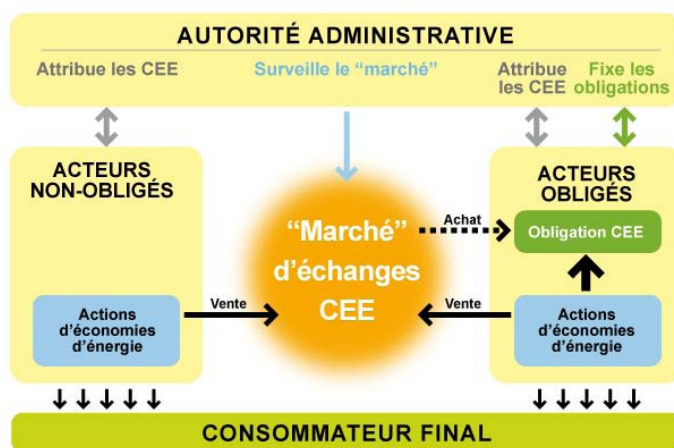 AUTORITÉ ADMINISTRATIVE
Attribue les CEE
Surveille le “marché”
Attribue
les CEE
Fixe les
obligations
ACTEURS
NON-OBLIGÉS
ACTEURS
OBLIGÉS
“Marché”
d’échanges
CEE
Achat
Obligation CEE
Vente
Vente
Actions
d’économies
d’énergie
Actions
d’économies
d’énergie
CONSOMMATEUR FINAL